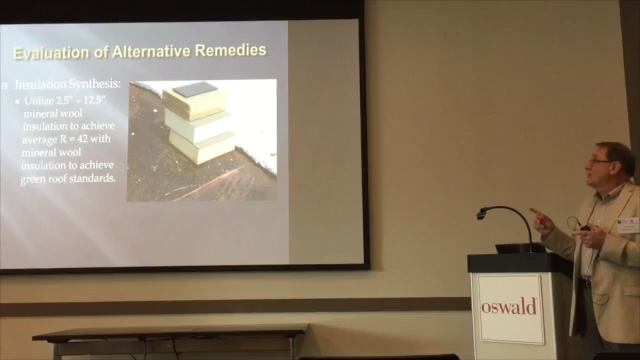 Evaluation of Alternative Remedies
Insulation Synthesis:
• Utilize 2.5" – 12.5"
mineral wool
insulation to achieve
average R = 42 with
mineral wool
insulation to achieve
green roof standards.
oswald